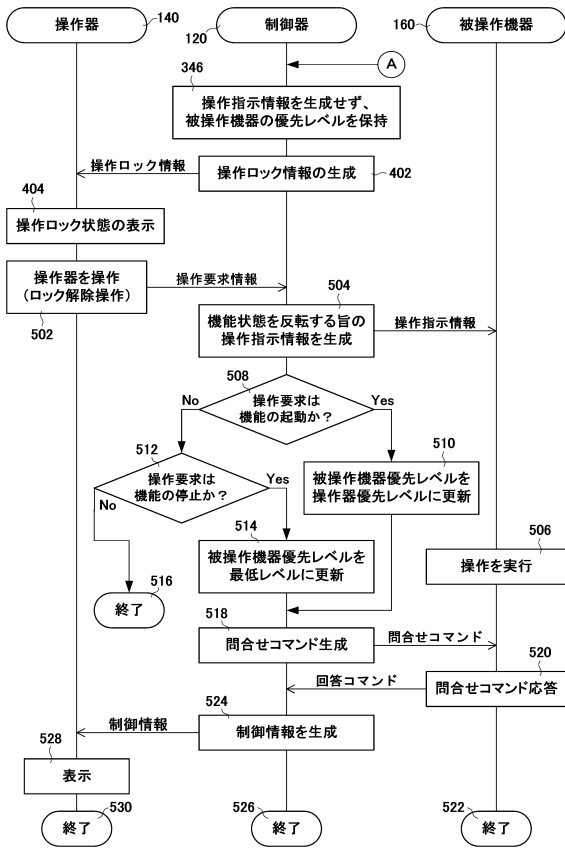 操作器
140
制御器
120
160
被操作機器
A
346
操作指示情報を生成せず、
被操作機器の優先レベルを保持
操作ロック情報
操作ロック情報の生成
402
404
操作ロック状態の表示
操作器を操作
(ロック解除操作)
502
操作要求情報
504
機能状態を反転する旨の
操作指示情報を生成
操作指示情報
508
No
操作要求は
機能の起動か?
Yes
512
操作要求は
機能の停止か?
Yes
No
510
被操作機器優先レベルを
操作器優先レベルに更新
514
被操作機器優先レベルを
最低レベルに更新
506
操作を実行
516
終了
518
問合せコマンド生成
問合せコマンド
520
問合せコマンド応答
回答コマンド
524
制御情報を生成
制御情報
528
表示
530
終了
526
終了
522
終了